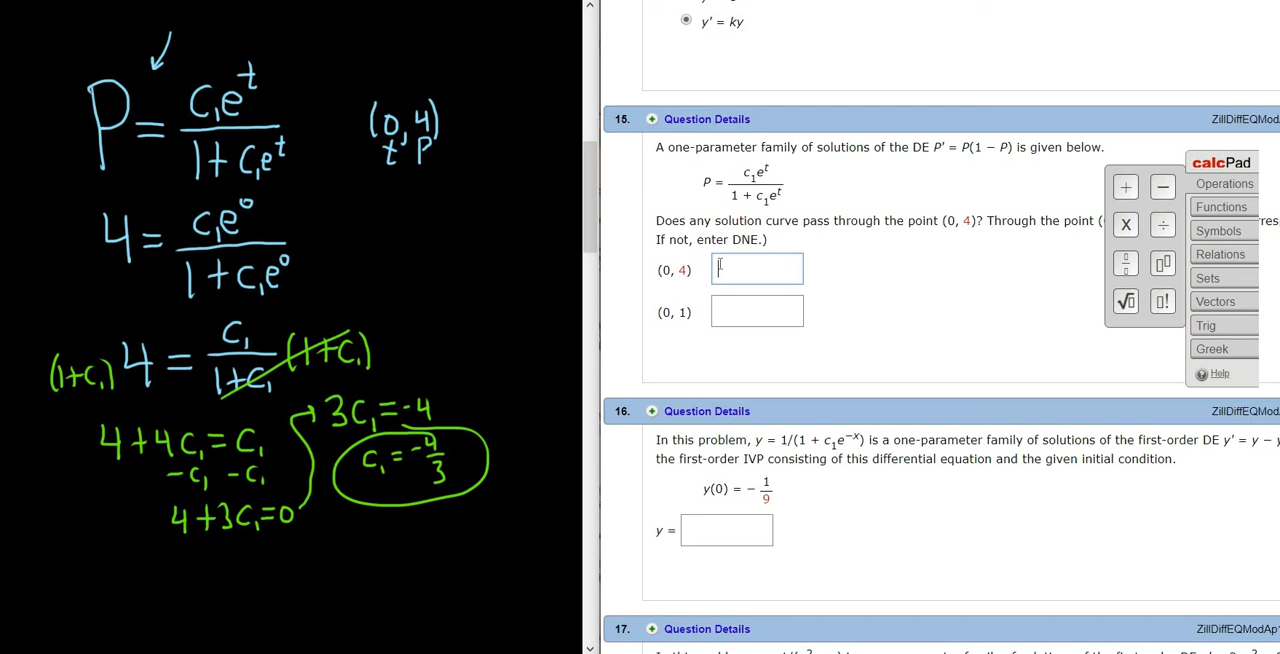 P = c₁eᵗ / 1 + c₁eᵗ
(0, 4)
t P
4 = c₁e⁰ / 1 + c₁e⁰
(1+c₁) 4 = c₁ / 1+c₁ (1+c₁)
4 + 4c₁ = c₁
-c₁ -c₁
4 + 3c₁ = 0
3c₁ = -4
c₁ = -4/3
y' = ky
15. Question Details ZillDiffEQMod
A one-parameter family of solutions of the DE P' = P(1 − P) is given below.
P = c₁eᵗ / 1 + c₁eᵗ
Does any solution curve pass through the point (0, 4)? Through the point (
If not, enter DNE.)
(0, 4)
(0, 1)
calcPad
Operations
Functions
Symbols
Relations
Sets
Vectors
Trig
Greek
Help
+ −
X ÷
√ !
16. Question Details ZillDiffEQMod
In this problem, y = 1/(1 + c₁e⁻ˣ) is a one-parameter family of solutions of the first-order DE y' = y −
the first-order IVP consisting of this differential equation and the given initial condition.
y(0) = − 1/9
y =
17. Question Details ZillDiffEQModAp